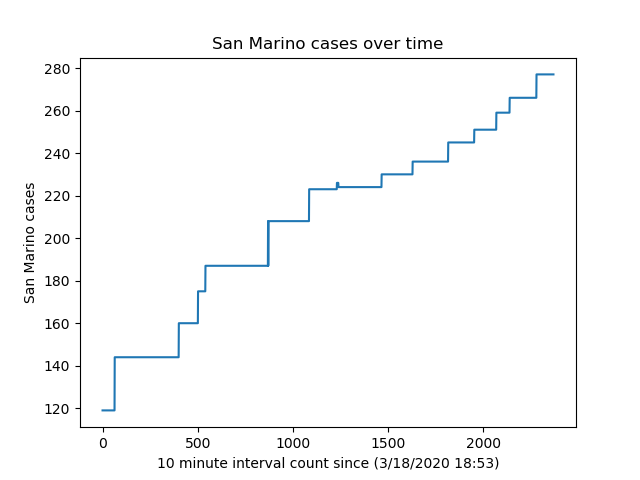 San Marino cases over time
280
260
240
220
200
180
160
140
120
San Marino cases
0 500 1000 1500 2000
10 minute interval count since (3/18/2020 18:53)